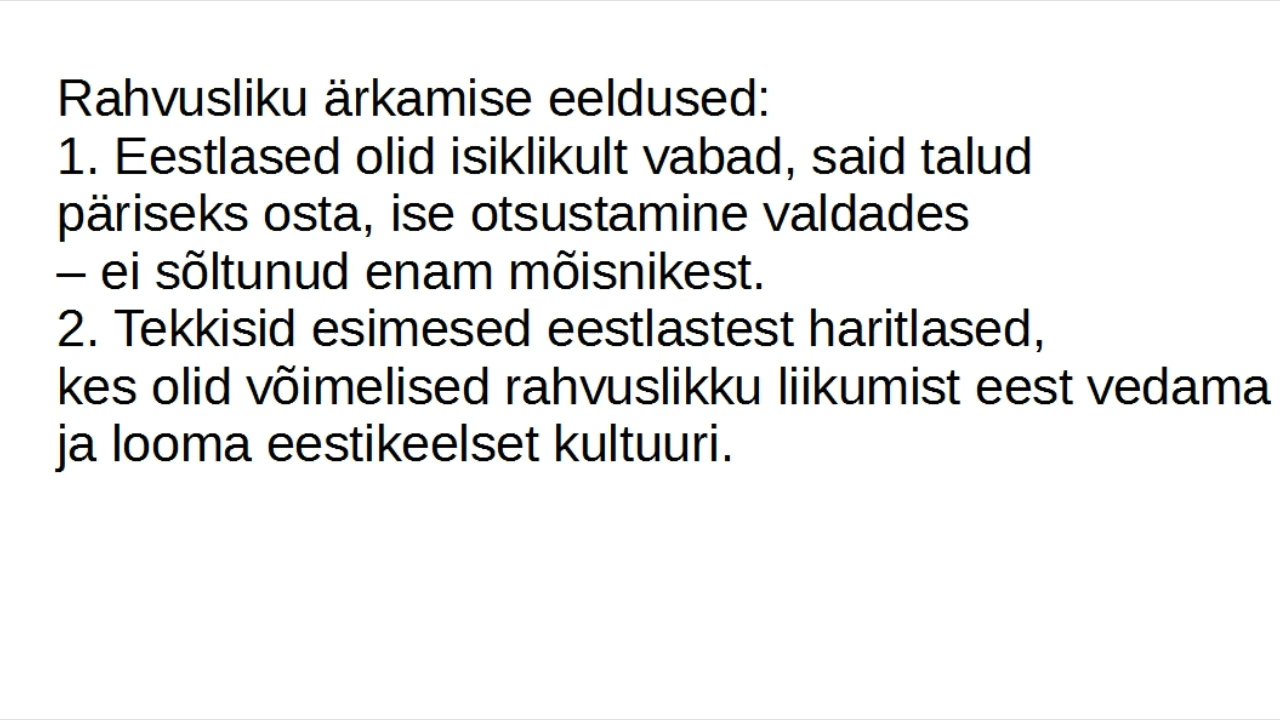 Rahvusliku ärkamise eeldused:
1. Eestlased olid isiklikult vabad, said talud
päriseks osta, ise otsustamine valdades
– ei sõltunud enam mõisnikest.
2. Tekkisid esimesed eestlastest haritlased,
kes olid võimelised rahvuslikku liikumist eest vedama
ja looma eestikeelset kultuuri.